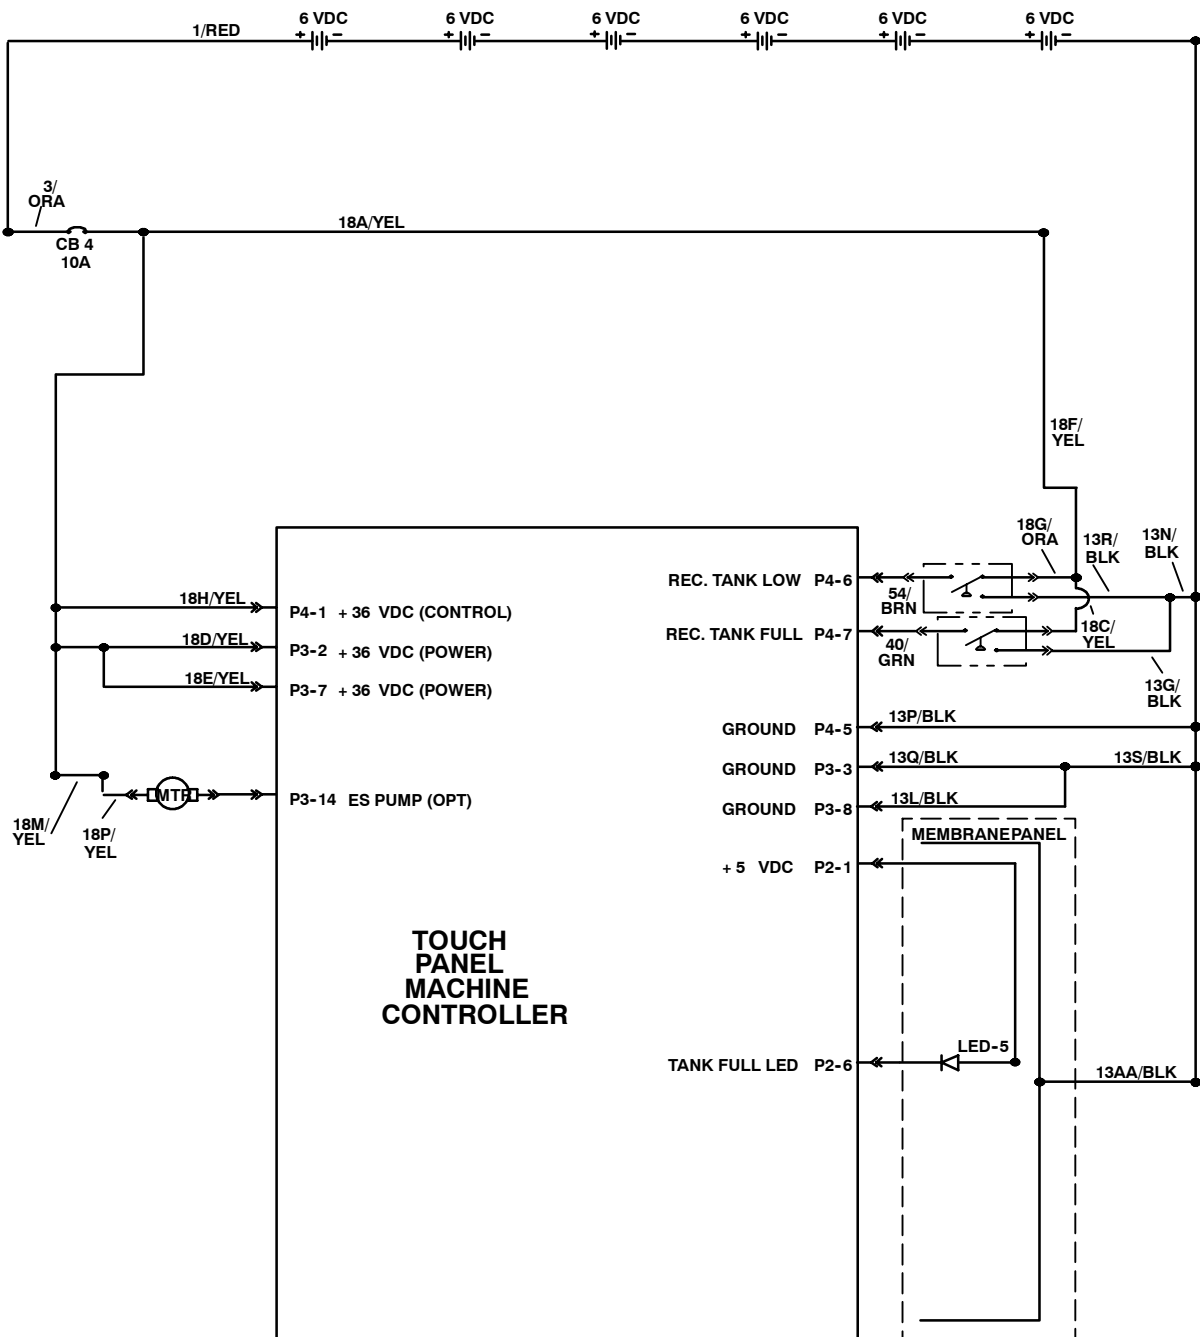 6 VDC 6 VDC 6 VDC 6 VDC 6 VDC 6 VDC
1/RED + - + - + - + - + - + -
3/
ORA
18A/YEL
CB 4
10A
18F/
YEL
18G/
ORA
13R/
BLK
13N/
BLK
REC. TANK LOW P4-6
54/
BRN
18H/YEL P4-1 + 36 VDC (CONTROL)
REC. TANK FULL P4-7
40/
GRN
18C/
YEL
18D/YEL P3-2 + 36 VDC (POWER)
18E/YEL P3-7 + 36 VDC (POWER)
13G/
BLK
GROUND P4-5 13P/BLK
GROUND P3-3 13Q/BLK 13S/BLK
MTR P3-14 ES PUMP (OPT)
GROUND P3-8 13L/BLK
18M/
YEL
18P/
YEL
MEMBRANE PANEL
+ 5 VDC P2-1
TOUCH
PANEL
MACHINE
CONTROLLER
LED-5
TANK FULL LED P2-6
13AA/BLK